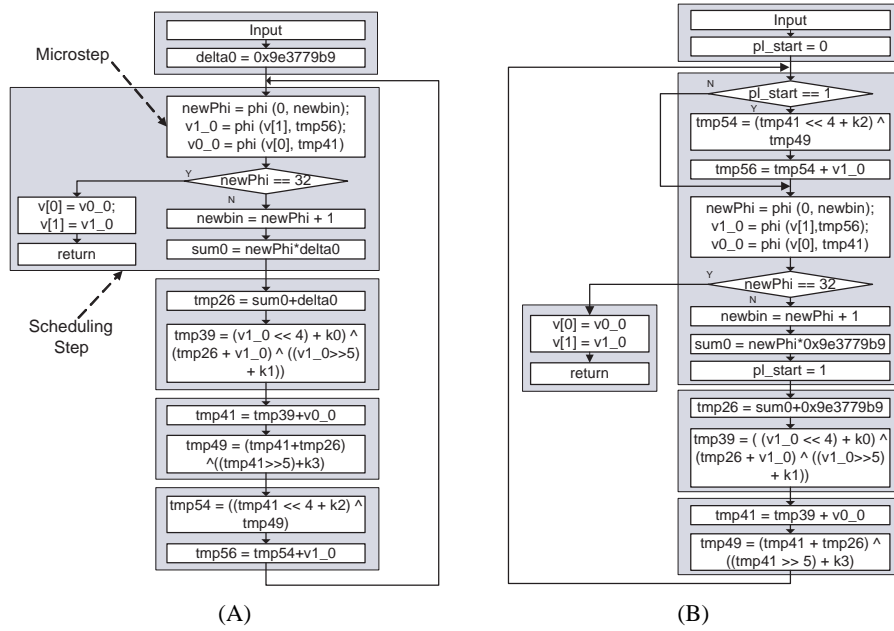 Microstep
Scheduling
Step
Input
delta0 = 0x9e3779b9
newPhi = phi (0, newbin);
v1_0 = phi (v[1], tmp56);
v0_0 = phi (v[0], tmp41)
Y
newPhi == 32
N
v[0] = v0_0;
v[1] = v1_0
return
newbin = newPhi + 1
sum0 = newPhi*delta0
tmp26 = sum0+delta0
tmp39 = (v1_0 << 4) + k0) ^
(tmp26 + v1_0) ^ ((v1_0>>5)
+ k1))
tmp41 = tmp39+v0_0
tmp49 = (tmp41+tmp26)
^((tmp41>>5)+k3)
tmp54 = ((tmp41 << 4 + k2) ^
tmp49)
tmp56 = tmp54+v1_0
(A)
Input
pl_start = 0
N
pl_start == 1
Y
tmp54 = (tmp41 << 4 + k2) ^
tmp49
tmp56 = tmp54 + v1_0
newPhi = phi (0, newbin);
v1_0 = phi (v[1],tmp56);
v0_0 = phi (v[0], tmp41)
Y
newPhi == 32
N
v[0] = v0_0
v[1] = v1_0
return
newbin = newPhi + 1
sum0 = newPhi*0x9e3779b9
pl_start = 1
tmp26 = sum0+0x9e3779b9
tmp39 = ( (v1_0 << 4) + k0) ^
(tmp26 + v1_0) ^ ((v1_0>>5)
+ k1))
tmp41 = tmp39 + v0_0
tmp49 = (tmp41 + tmp26) ^
((tmp41 >> 5) + k3)
(B)